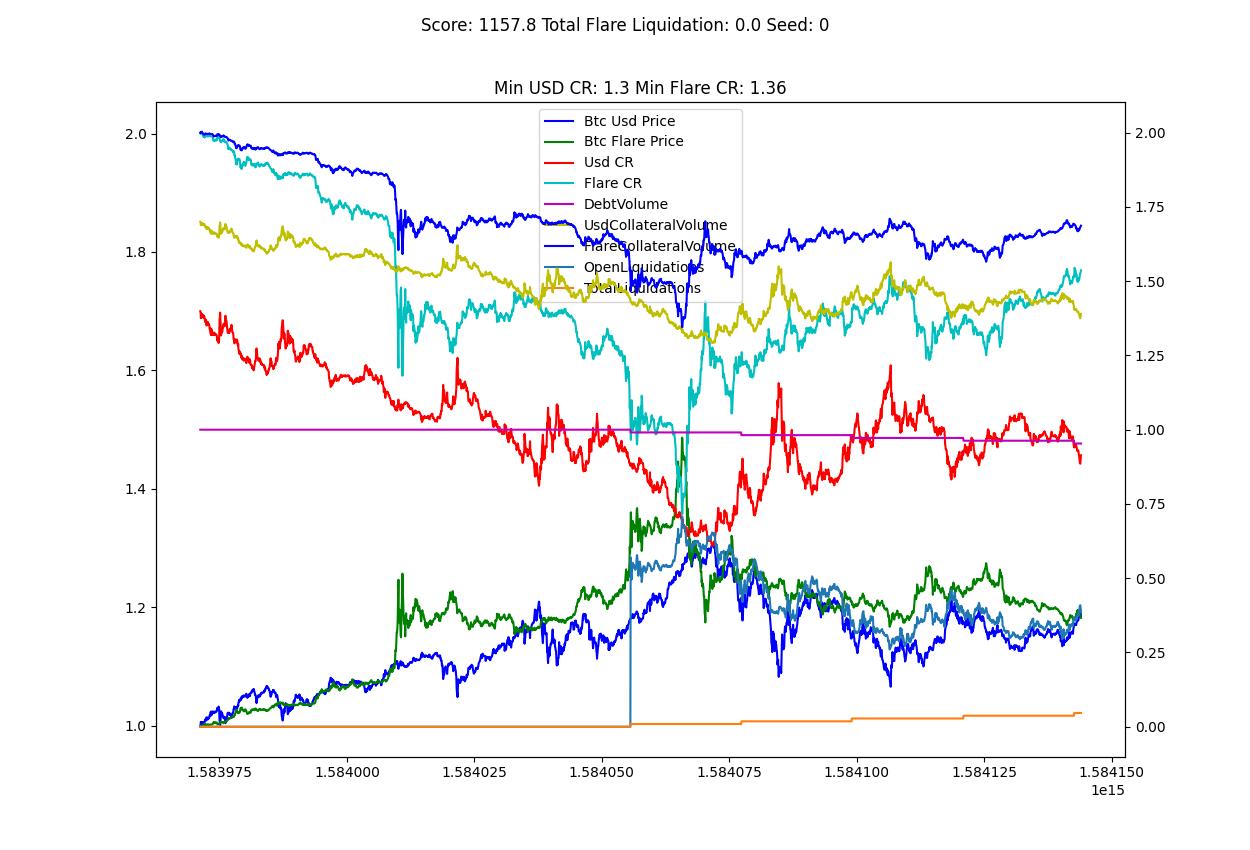 Score: 1157.8 Total Flare Liquidation: 0.0 Seed: 0
Min USD CR: 1.3 Min Flare CR: 1.36
Btc Usd Price
Btc Flare Price
Usd CR
Flare CR
DebtVolume
UsdCollateralVolume
FlareCollateralVolume
OpenLiquidations
TotalLiquidations
2.0
1.8
1.6
1.4
1.2
1.0
2.00
1.75
1.50
1.25
1.00
0.75
0.50
0.25
0.00
1.583975
1.584000
1.584025
1.584050
1.584075
1.584100
1.584125
1.584150
1e15